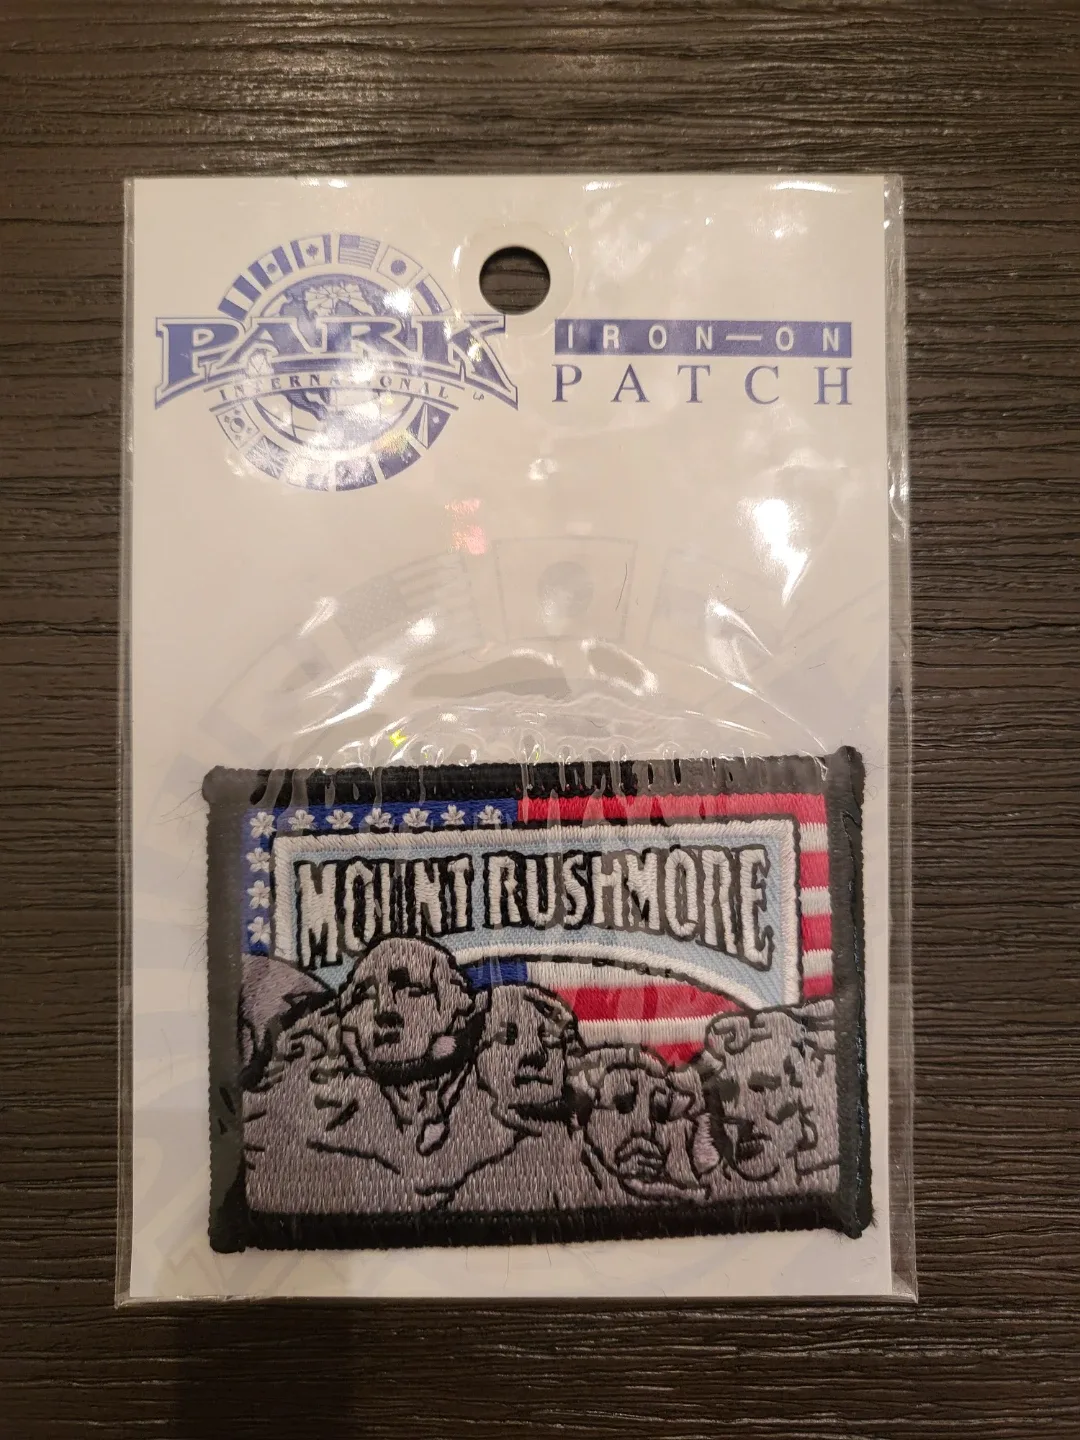 PARK
INTERNATIONAL
IRON—ON
PATCH
MOUNT RUSHMORE